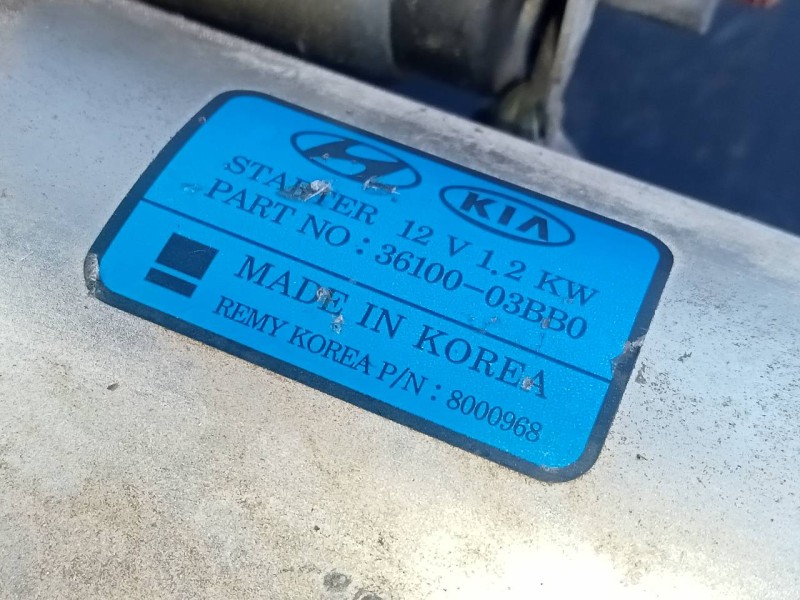 KIA
STARTER 12 V 1.2 KW
PART NO : 36100-03BB0
MADE IN KOREA
REMY KOREA P/N : 8000968